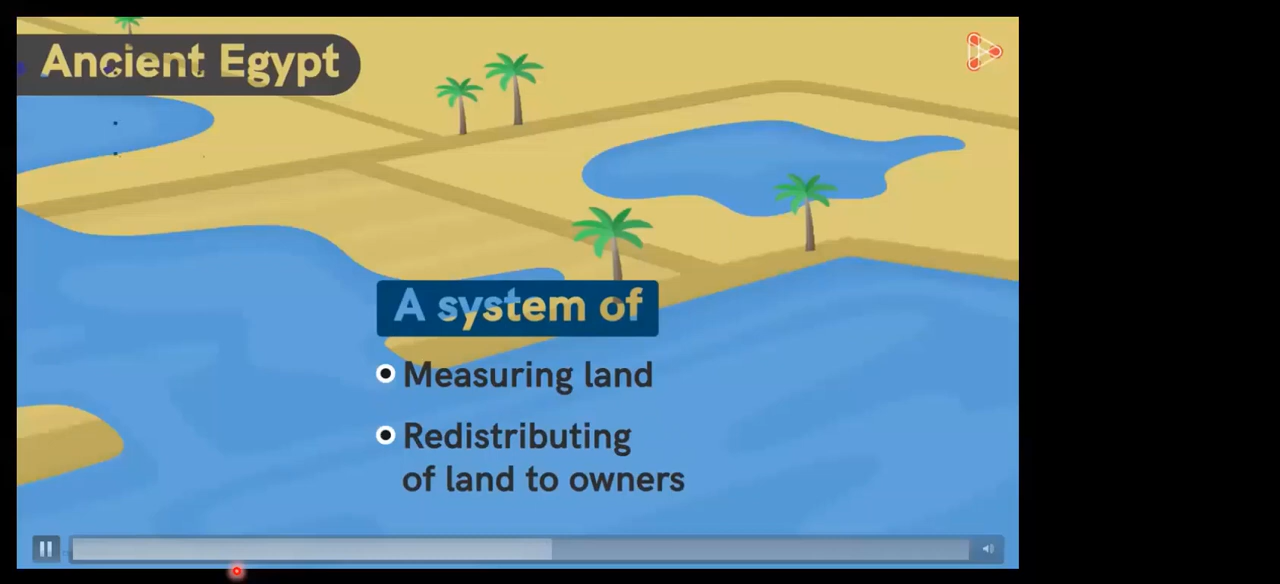 Ancient Egypt
A system of
Measuring land
Redistributing
of land to owners